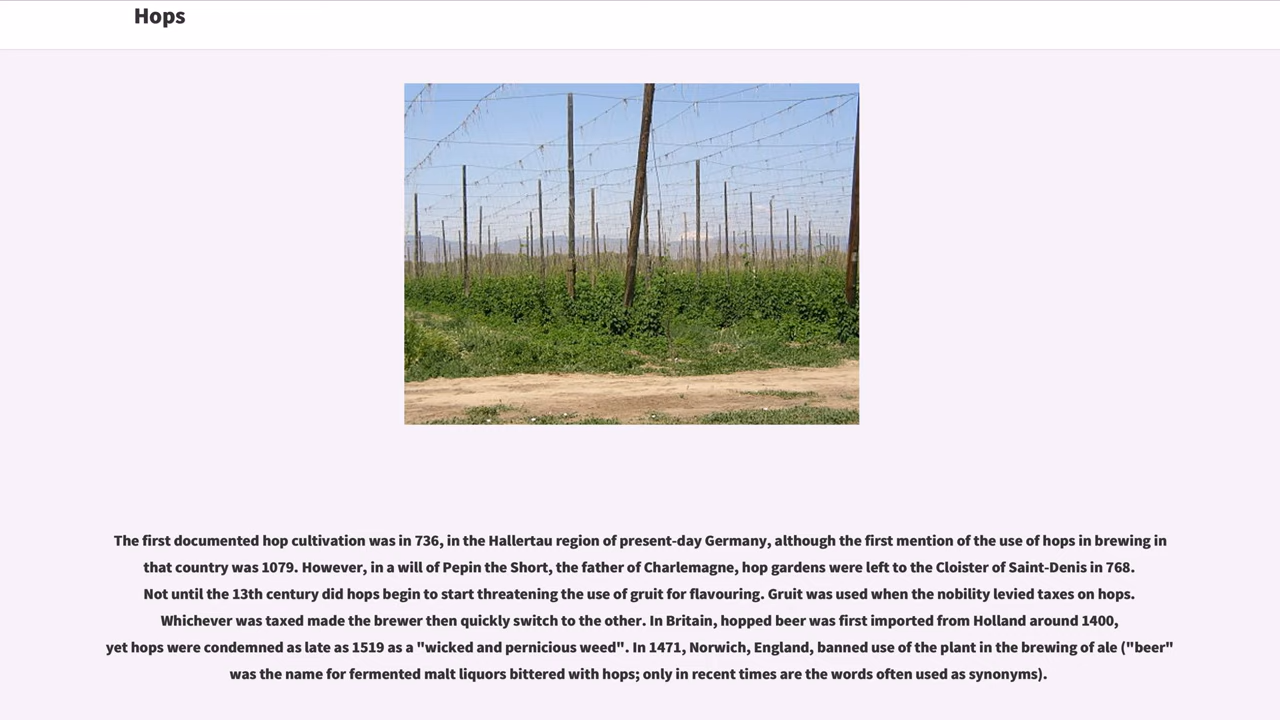 Hops
The first documented hop cultivation was in 736, in the Hallertau region of present-day Germany, although the first mention of the use of hops in brewing in
that country was 1079. However, in a will of Pepin the Short, the father of Charlemagne, hop gardens were left to the Cloister of Saint-Denis in 768.
Not until the 13th century did hops begin to start threatening the use of gruit for flavouring. Gruit was used when the nobility levied taxes on hops.
Whichever was taxed made the brewer then quickly switch to the other. In Britain, hopped beer was first imported from Holland around 1400,
yet hops were condemned as late as 1519 as a "wicked and pernicious weed". In 1471, Norwich, England, banned use of the plant in the brewing of ale ("beer"
was the name for fermented malt liquors bittered with hops; only in recent times are the words often used as synonyms).